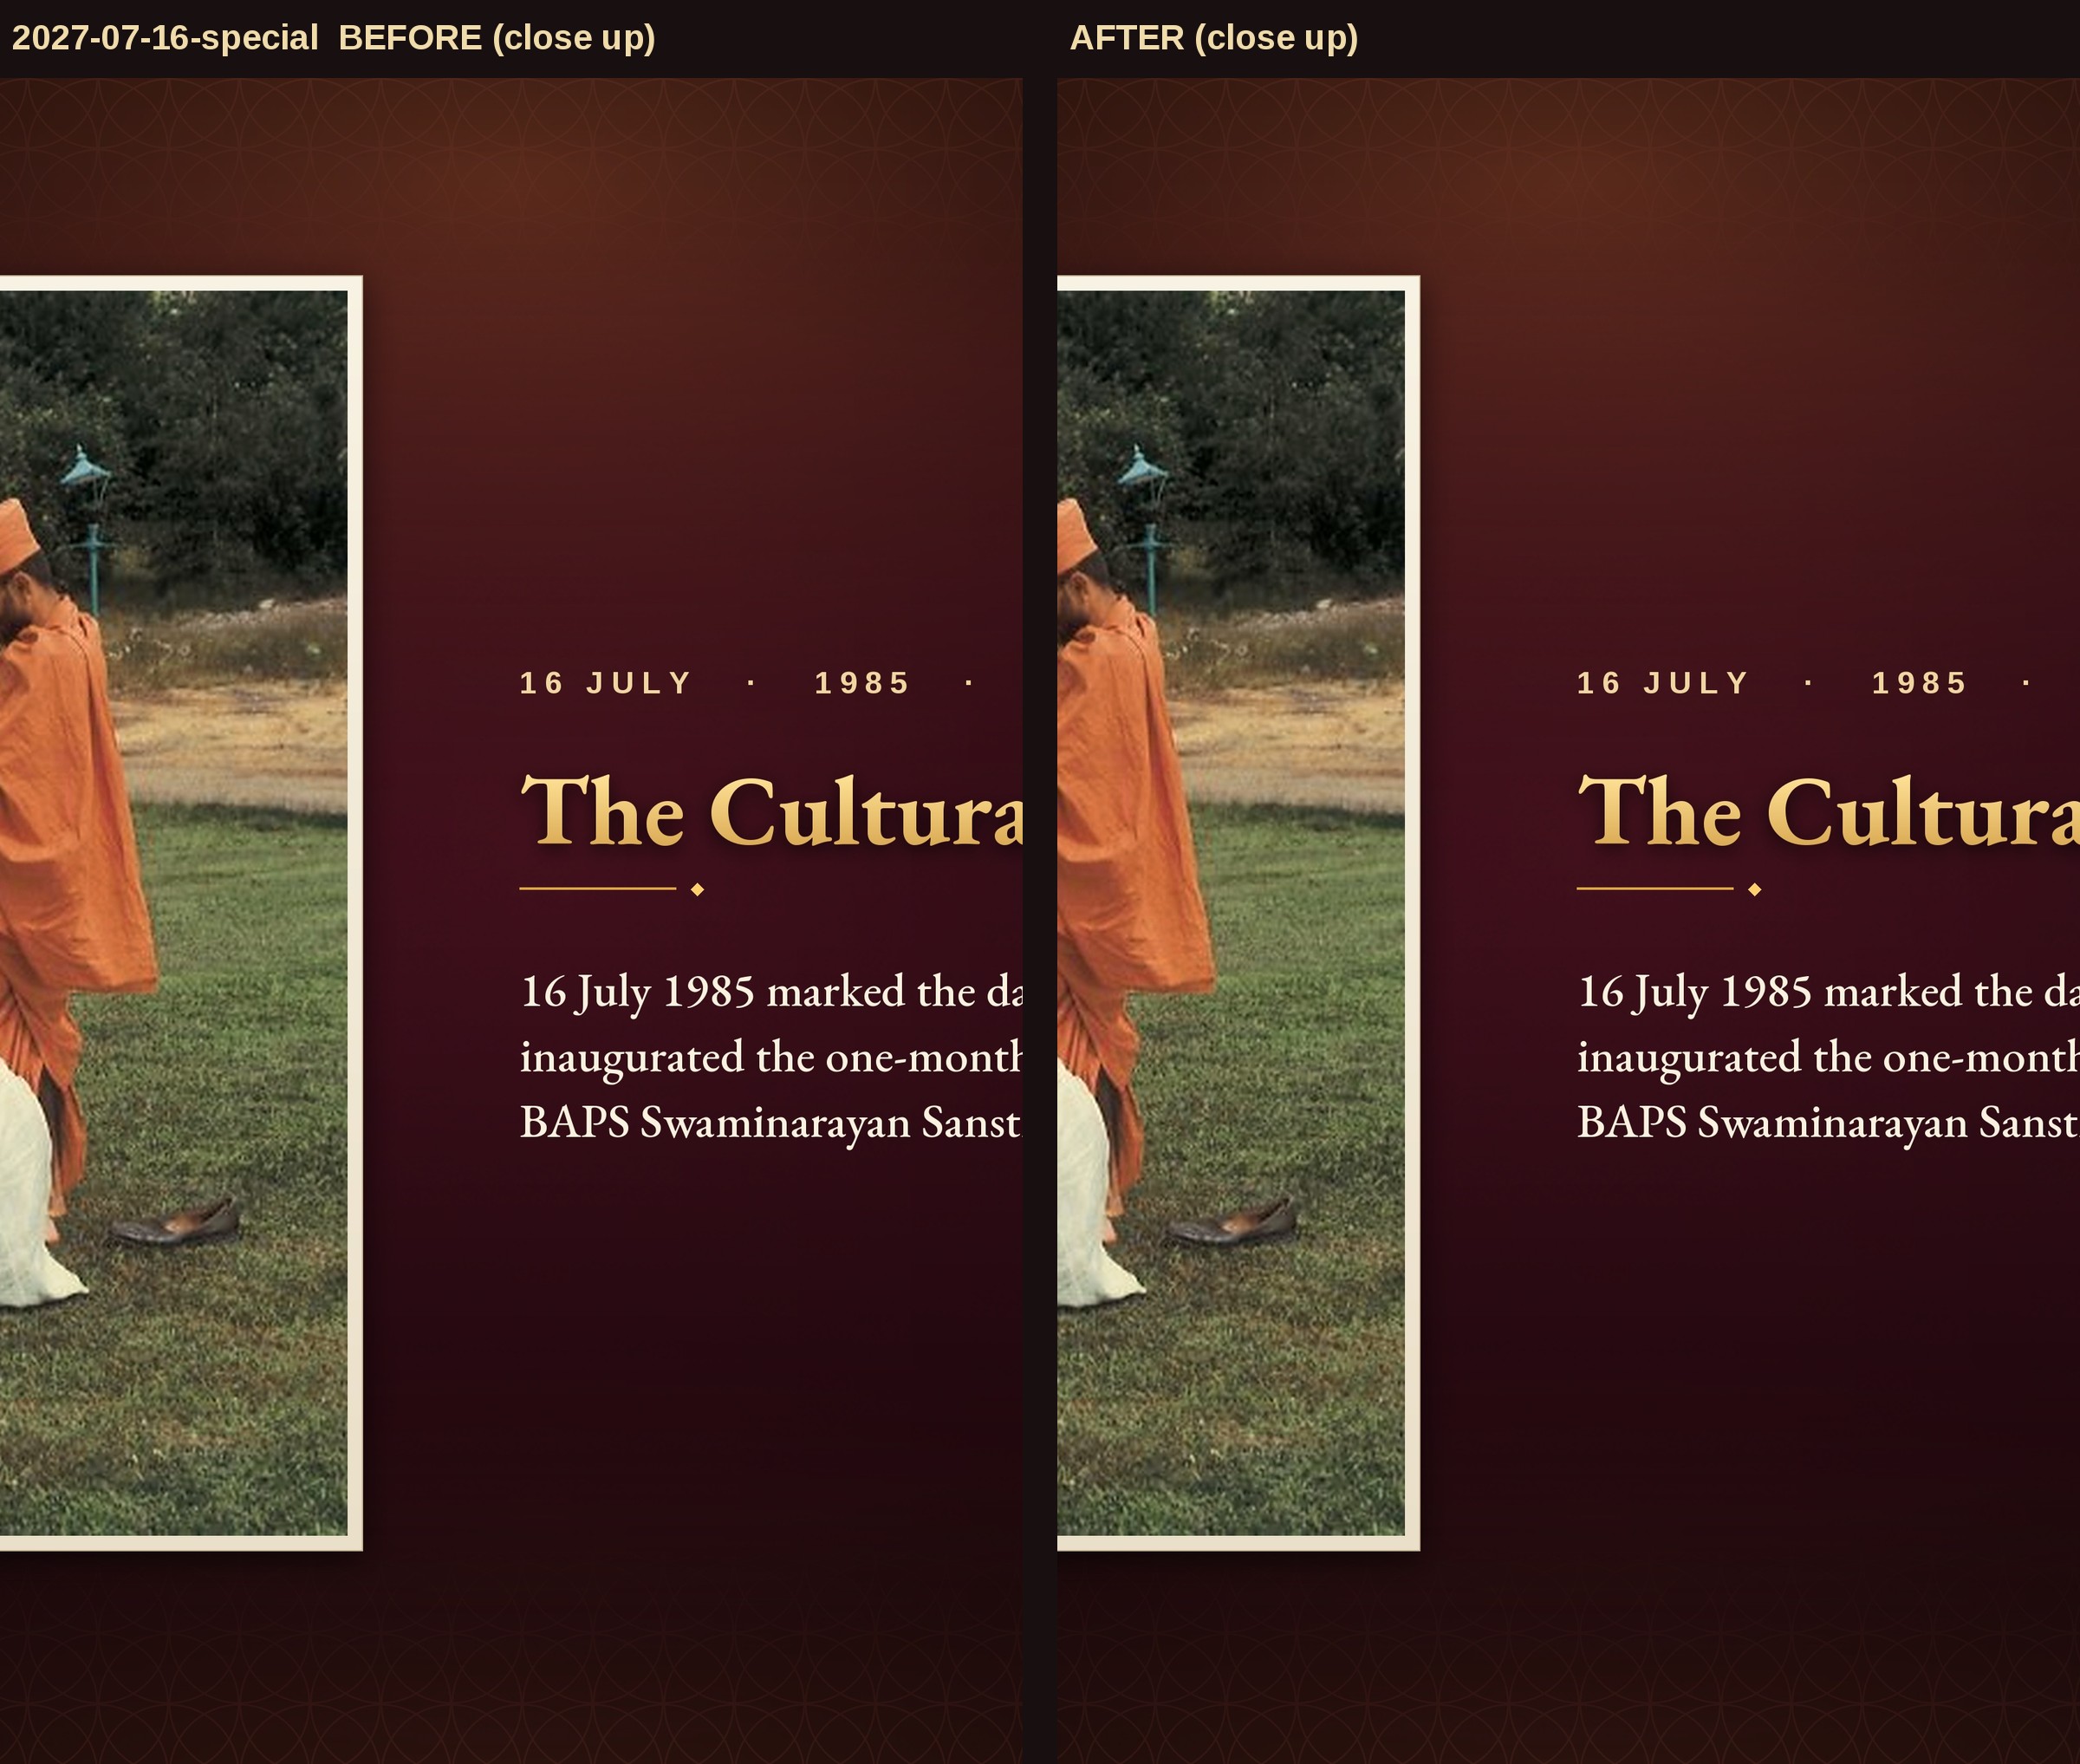 2027-07-16-special BEFORE (close up)
16 JULY · 1985 ·
The Cultura
16 July 1985 marked the da
inaugurated the one-month
BAPS Swaminarayan Sanst
AFTER (close up)
16 JULY · 1985 ·
The Cultura
16 July 1985 marked the da
inaugurated the one-month
BAPS Swaminarayan Sanst